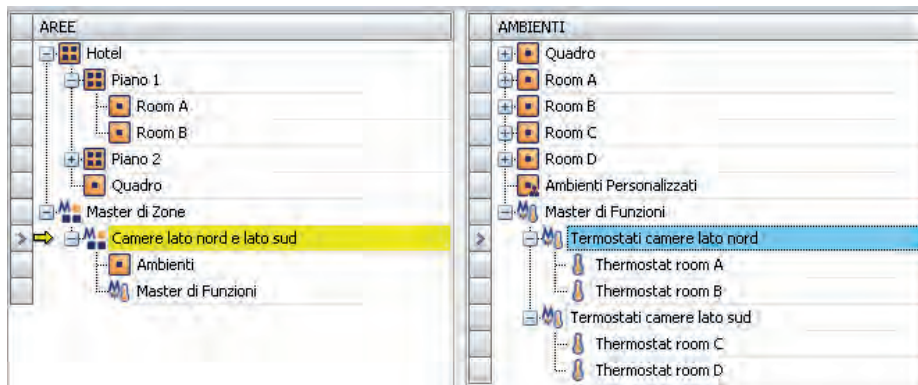 AREE
Hotel
Piano 1
Room A
Room B
Piano 2
Quadro
Master di Zone
Camere lato nord e lato sud
Ambienti
Master di Funzioni
AMBIENTI
Quadro
Room A
Room B
Room C
Room D
Ambienti Personalizzati
Master di Funzioni
Termostati camere lato nord
Thermostat room A
Thermostat room B
Termostati camere lato sud
Thermostat room C
Thermostat room D